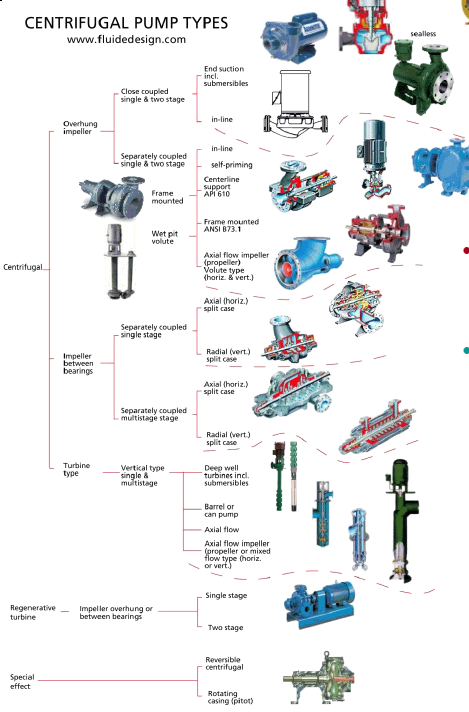 CENTRIFUGAL PUMP TYPES
www.fluidedesign.com
sealless
End suction
incl.
submersibles
Close coupled
single & two stage
in-line
Overhung
impeller
Separately coupled
single & two stage
in-line
self-priming
Frame
mounted
Centerline
support
API 610
Wet pit
volute
Frame mounted
ANSI B73.1
Axial flow impeller
(propeller)
Volute type
(horiz. & vert.)
Centrifugal
Axial (horiz.)
split case
Separately coupled
single stage
Radial (vert.)
split case
Impeller
between
bearings
Axial (horiz.)
split case
Separately coupled
multistage stage
Radial (vert.)
split case
Turbine
type
Vertical type
single &
multistage
Deep well
turbines incl.
submersibles
Barrel or
can pump
Axial flow
Axial flow impeller
(propeller or mixed
flow type (horiz.
or vert.)
Regenerative
turbine
Impeller overhung or
between bearings
Single stage
Two stage
Special
effect
Reversible
centrifugal
Rotating
casing (pitot)